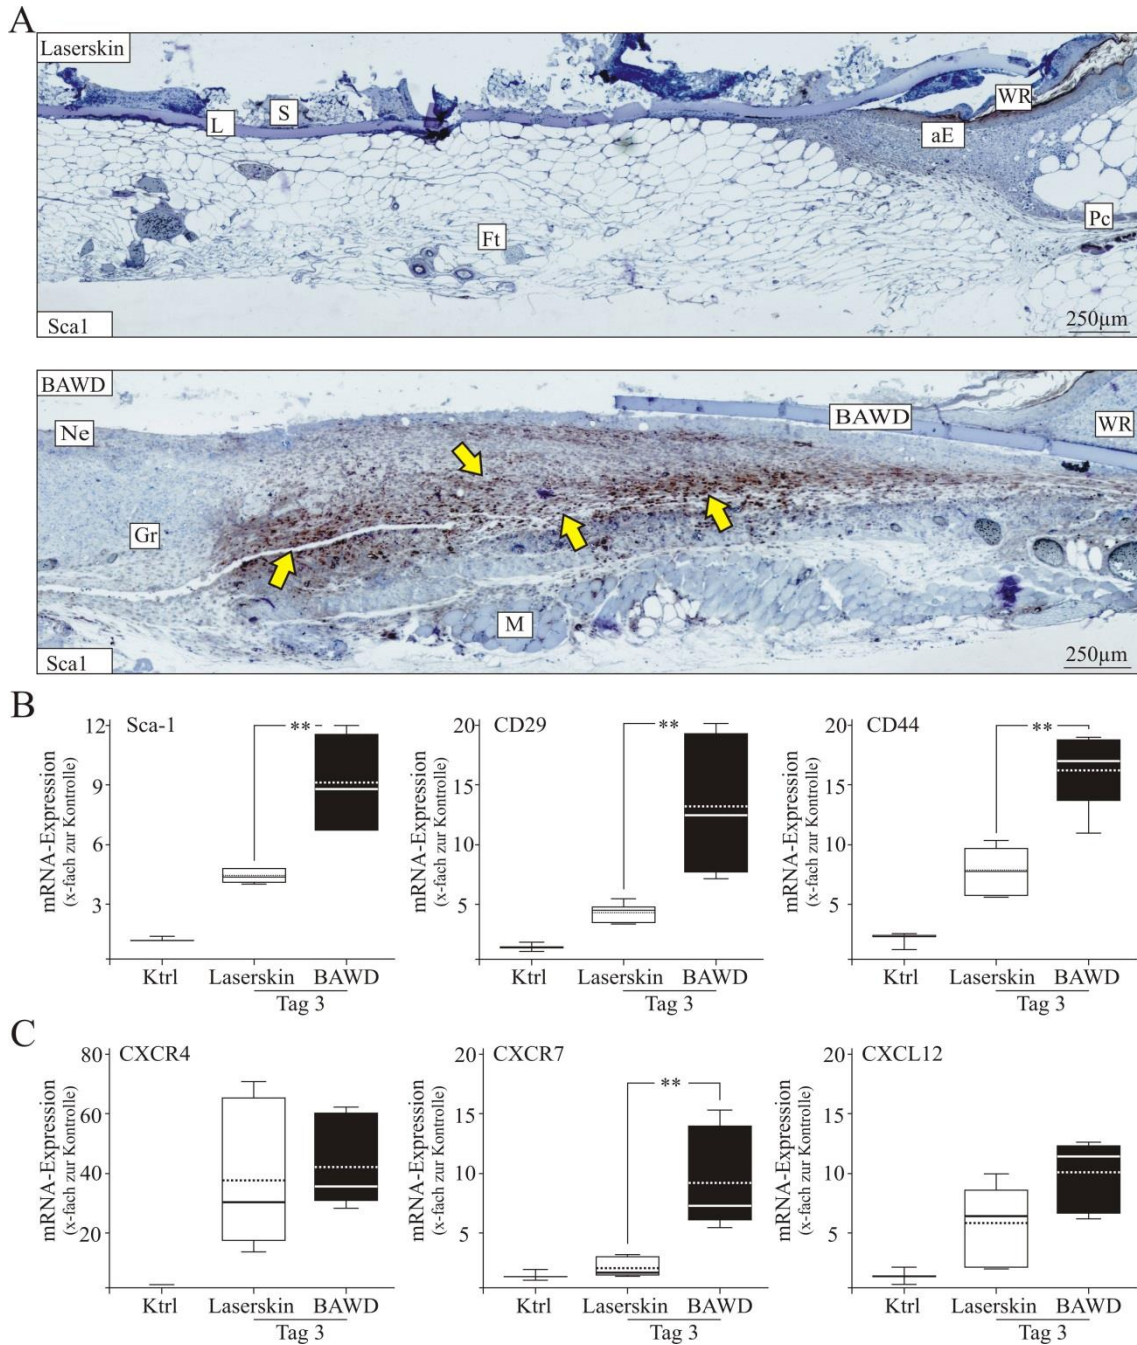 A
Laserskin
L
S
WR
aE
Ft
Pc
Sca1
250µm
BAWD
Ne
BAWD
WR
Gr
M
Sca1
250µm
B
Sca-1
mRNA-Expression
(x-fach zur Kontrolle)
12
9
6
3
**
Ktrl
Laserskin
BAWD
Tag 3
CD29
mRNA-Expression
(x-fach zur Kontrolle)
20
15
10
5
**
Ktrl
Laserskin
BAWD
Tag 3
CD44
mRNA-Expression
(x-fach zur Kontrolle)
20
15
10
5
**
Ktrl
Laserskin
BAWD
Tag 3
C
CXCR4
mRNA-Expression
(x-fach zur Kontrolle)
80
60
40
20
Ktrl
Laserskin
BAWD
Tag 3
CXCR7
mRNA-Expression
(x-fach zur Kontrolle)
20
15
10
5
**
Ktrl
Laserskin
BAWD
Tag 3
CXCL12
mRNA-Expression
(x-fach zur Kontrolle)
20
15
10
5
Ktrl
Laserskin
BAWD
Tag 3